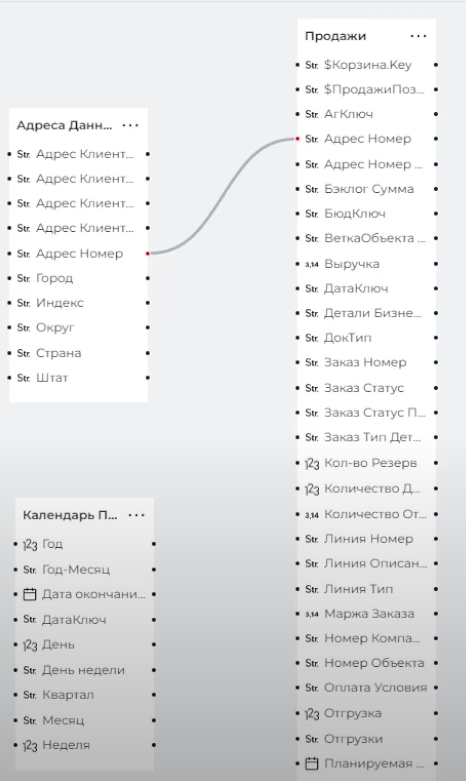 Продажи ...
Str. $Корзина.Key
Str. $ПродажиПоз...
Str. АгКлюч
Str. Адрес Номер
Str. Адрес Номер ...
Str. Бэклог Сумма
Str. БюдКлюч
Str. ВеткаОбъекта ...
3,14 Выручка
Str. ДатаКлюч
Str. Детали Бизне...
Str. ДокТип
Str. Заказ Номер
Str. Заказ Статус
Str. Заказ Статус П...
Str. Заказ Тип Дет...
123 Кол-во Резерв
123 Количество Д...
3,14 Количество От...
Str. Линия Номер
Str. Линия Описан...
Str. Линия Тип
3,14 Маржа Заказа
Str. Номер Компа...
Str. Номер Объекта
Str. Оплата Условия
123 Отгрузка
Str. Отгрузки
Планируемая ...
Адреса Данн... ...
Str. Адрес Клиент...
Str. Адрес Клиент...
Str. Адрес Клиент...
Str. Адрес Клиент...
Str. Адрес Номер
Str. Город
Str. Индекс
Str. Округ
Str. Страна
Str. Штат
Календарь П... ...
123 Год
Str. Год-Месяц
Дата окончани...
Str. ДатаКлюч
123 День
Str. День недели
Str. Квартал
Str. Месяц
123 Неделя